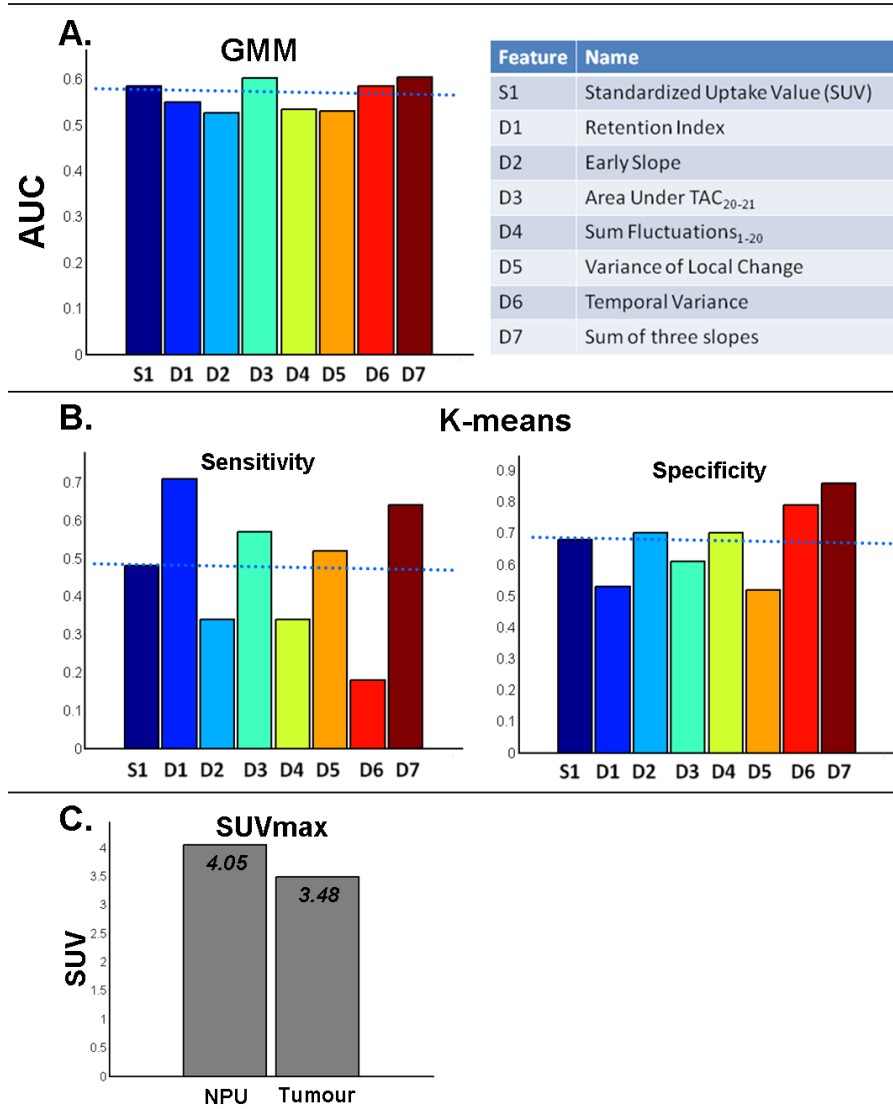 A.
GMM
AUC
0.6
0.5
0.4
0.3
0.2
0.1
0
S1 D1 D2 D3 D4 D5 D6 D7
Feature Name
S1 Standardized Uptake Value (SUV)
D1 Retention Index
D2 Early Slope
D3 Area Under TAC20-21
D4 Sum Fluctuations1-20
D5 Variance of Local Change
D6 Temporal Variance
D7 Sum of three slopes
B.
K-means
Sensitivity
0.7
0.6
0.5
0.4
0.3
0.2
0.1
0
S1 D1 D2 D3 D4 D5 D6 D7
Specificity
0.9
0.8
0.7
0.6
0.5
0.4
0.3
0.2
0.1
0
S1 D1 D2 D3 D4 D5 D6 D7
C.
SUVmax
SUV
4
3.5
3
2.5
2
1.5
1
0.5
0
4.05
3.48
NPU Tumour